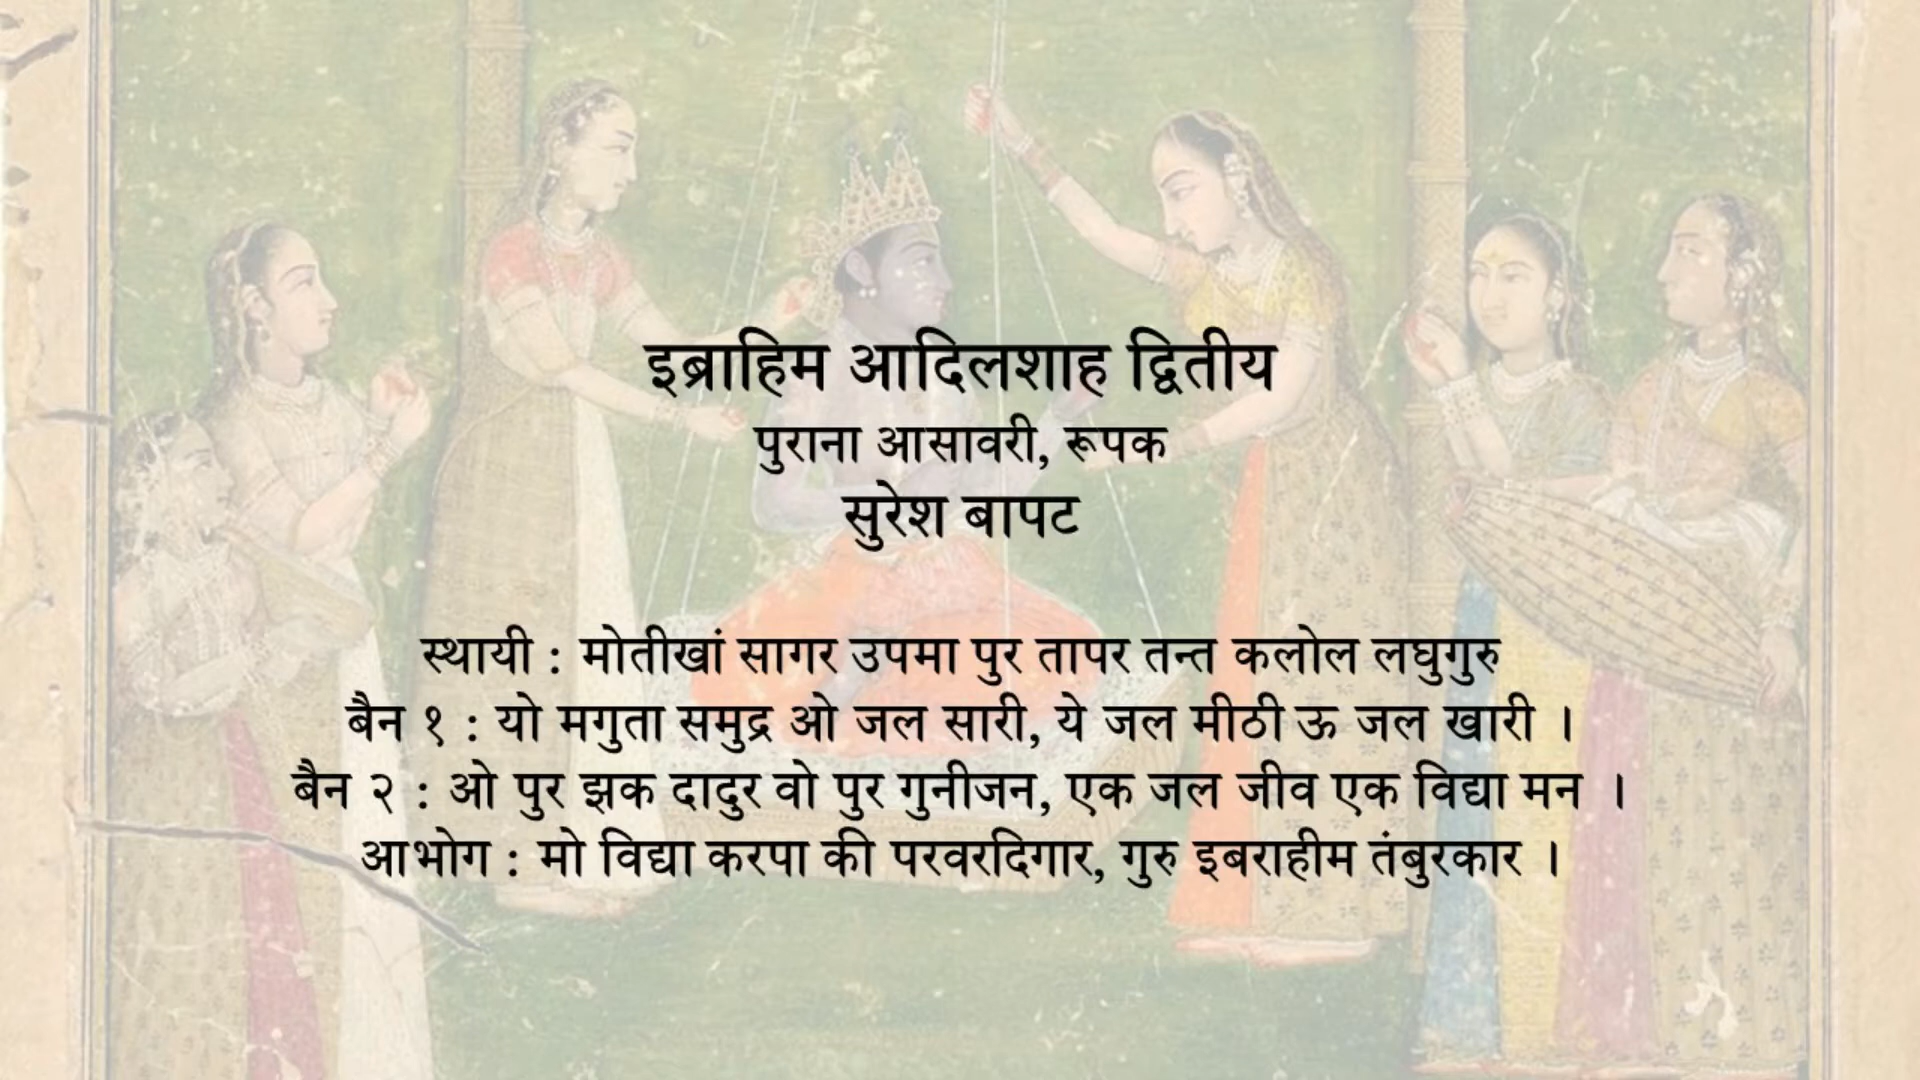 इब्राहिम आदिलशाह द्वितीय
पुराना आसावरी, रूपक
सुरेश बापट
स्थायी : मोतीखां सागर उपमा पुर तापर तन्त कलोल लघुगुरु
बैन १ : यो मगुता समुद्र ओ जल सारी, ये जल मीठी ऊ जल खारी ।
बैन २ : ओ पुर झक दादुर वो पुर गुनीजन, एक जल जीव एक विद्या मन ।
आभोग : मो विद्या करपा की परवरदिगार, गुरु इबराहीम तंबुरकार ।